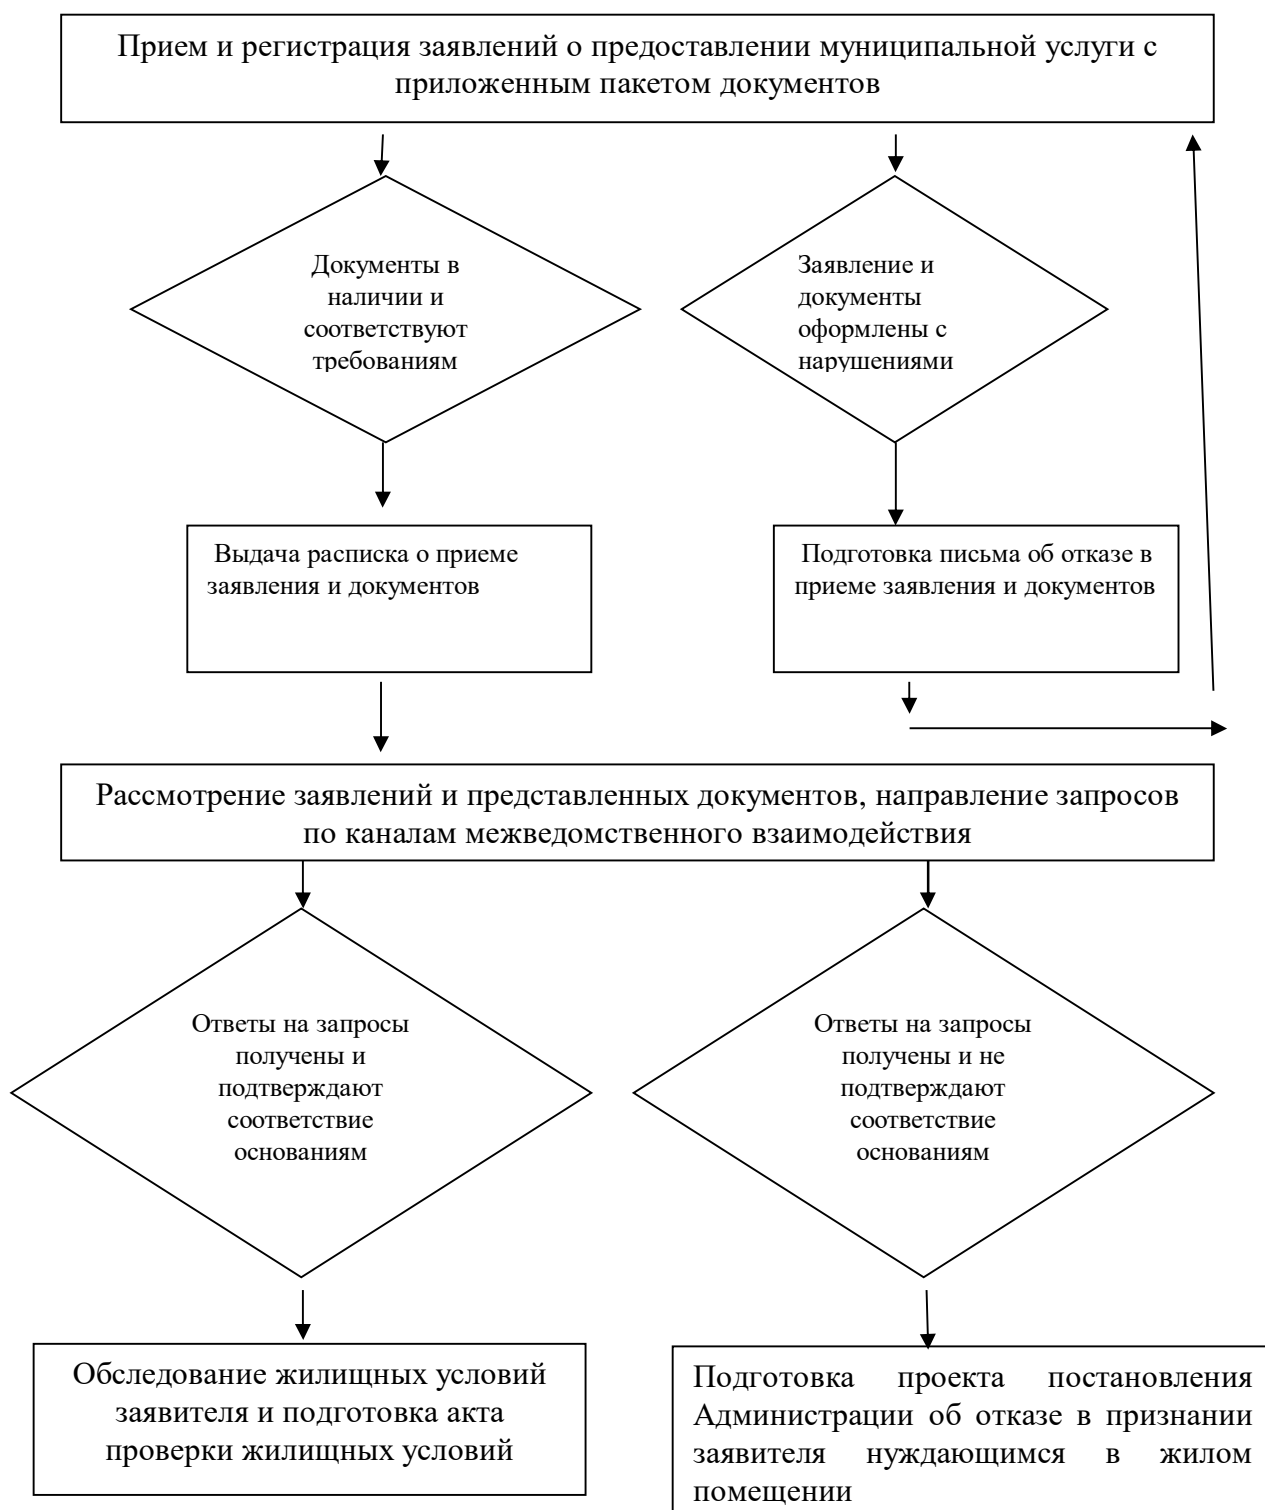 Прием и регистрация заявлений о предоставлении муниципальной услуги с
приложенным пакетом документов
Документы в
наличии и
соответствуют
требованиям
Заявление и
документы
оформлены с
нарушениями
Выдача расписка о приеме
заявления и документов
Подготовка письма об отказе в
приеме заявления и документов
Рассмотрение заявлений и представленных документов, направление запросов
по каналам межведомственного взаимодействия
Ответы на запросы
получены и
подтверждают
соответствие
основаниям
Ответы на запросы
получены и не
подтверждают
соответствие
основаниям
Обследование жилищных условий
заявителя и подготовка акта
проверки жилищных условий
Подготовка проекта постановления
Администрации об отказе в признании
заявителя нуждающимся в жилом
помещении